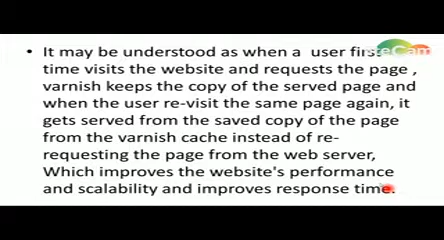 • It may be understood as when a user first
time visits the website and requests the page ,
varnish keeps the copy of the served page and
when the user re-visit the same page again, it
gets served from the saved copy of the page
from the varnish cache instead of re-
requesting the page from the web server,
Which improves the website's performance
and scalability and improves response time.